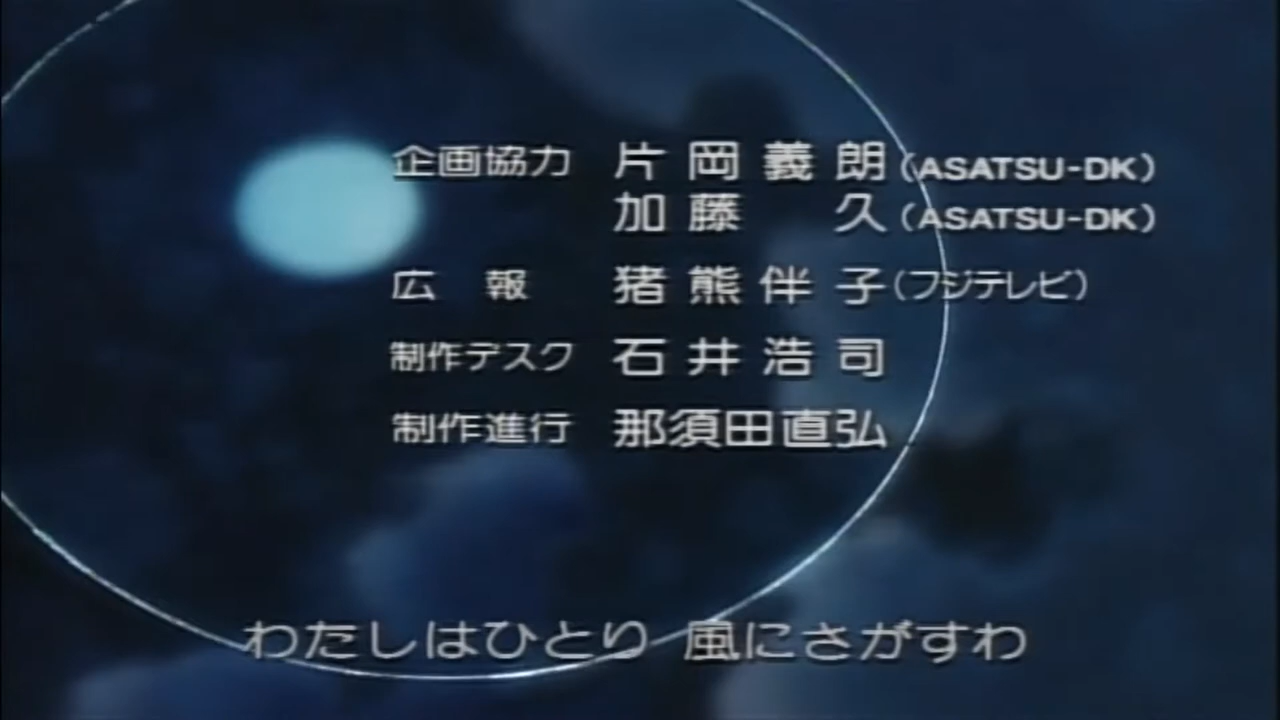 企画協力 片岡義朗(ASATSU-DK)
加藤 久(ASATSU-DK)
広 報 猪熊伴子(フジテレビ)
制作デスク 石井浩司
制作進行 那須田直弘
わたしはひとり 風にさがすわ